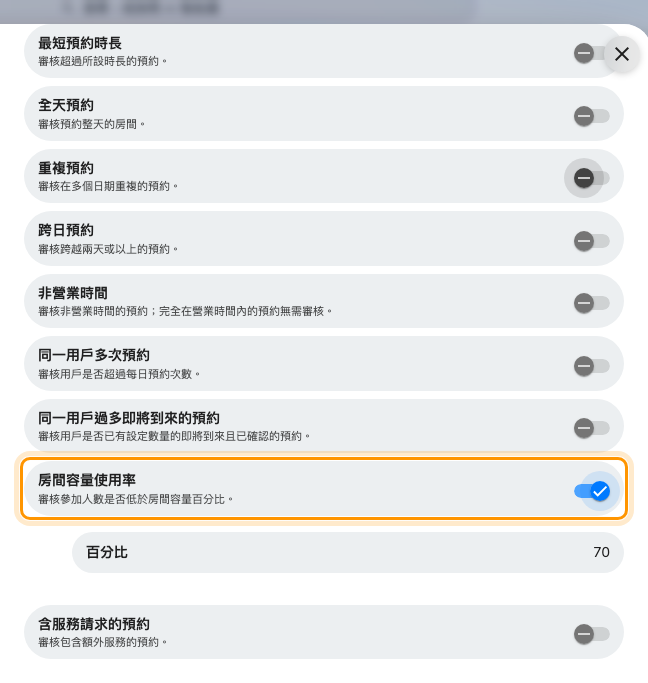 最短預約時長
審核超過所設時長的預約。
全天預約
審核預約整天的房間。
重複預約
審核在多個日期重複的預約。
跨日預約
審核跨越兩天或以上的預約。
非營業時間
審核非營業時間的預約；完全在營業時間內的預約無需審核。
同一用戶多次預約
審核用戶是否超過每日預約次數。
同一用戶過多即將到來的預約
審核用戶是否已有設定數量的即將到來且已確認的預約。
房間容量使用率
審核參加人數是否低於房間容量百分比。
百分比 70
含服務請求的預約
審核包含額外服務的預約。